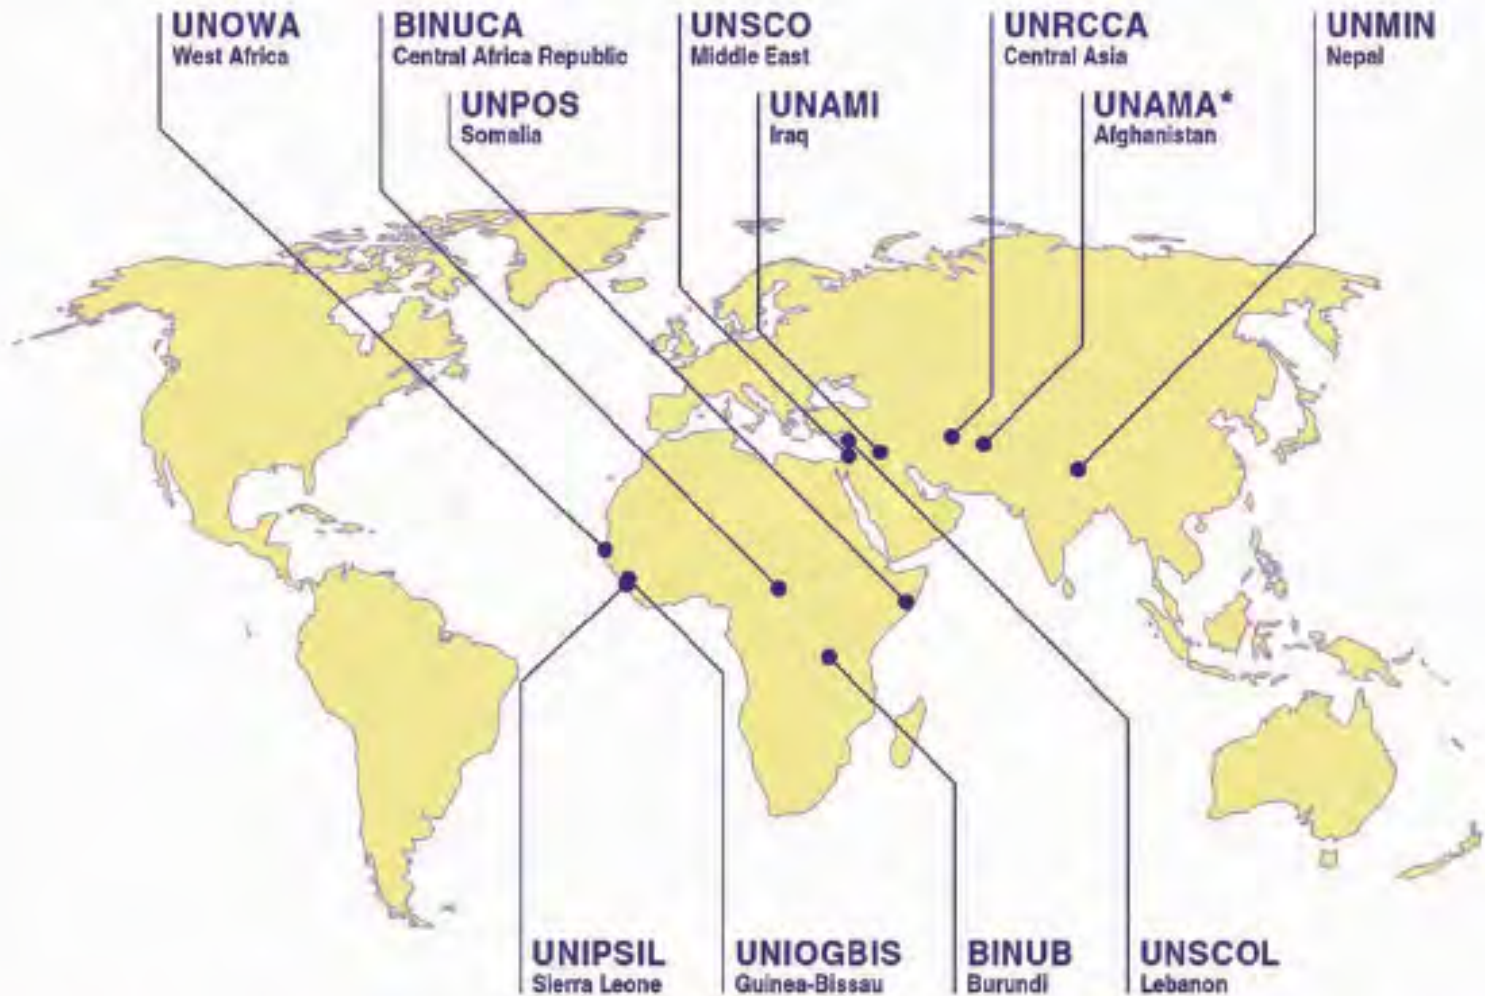 UNOWA
West Africa
BINUCA
Central Africa Republic
UNSCO
Middle East
UNRCCA
Central Asia
UNMIN
Nepal
UNPOS
Somalia
UNAMI
Iraq
UNAMA*
Afghanistan
UNIPSIL
Sierra Leone
UNIOGBIS
Guinea-Bissau
BINUB
Burundi
UNSCOL
Lebanon